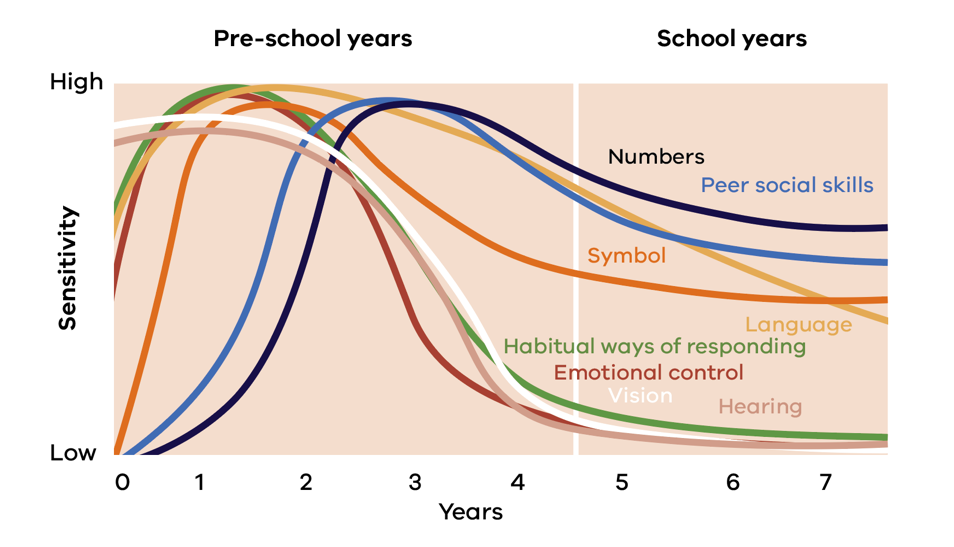 Pre-school years
School years
High
Numbers
Peer social skills
Sensitivity
Symbol
Language
Habitual ways of responding
Emotional control
Vision
Hearing
Low
0 1 2 3 4 5 6 7
Years